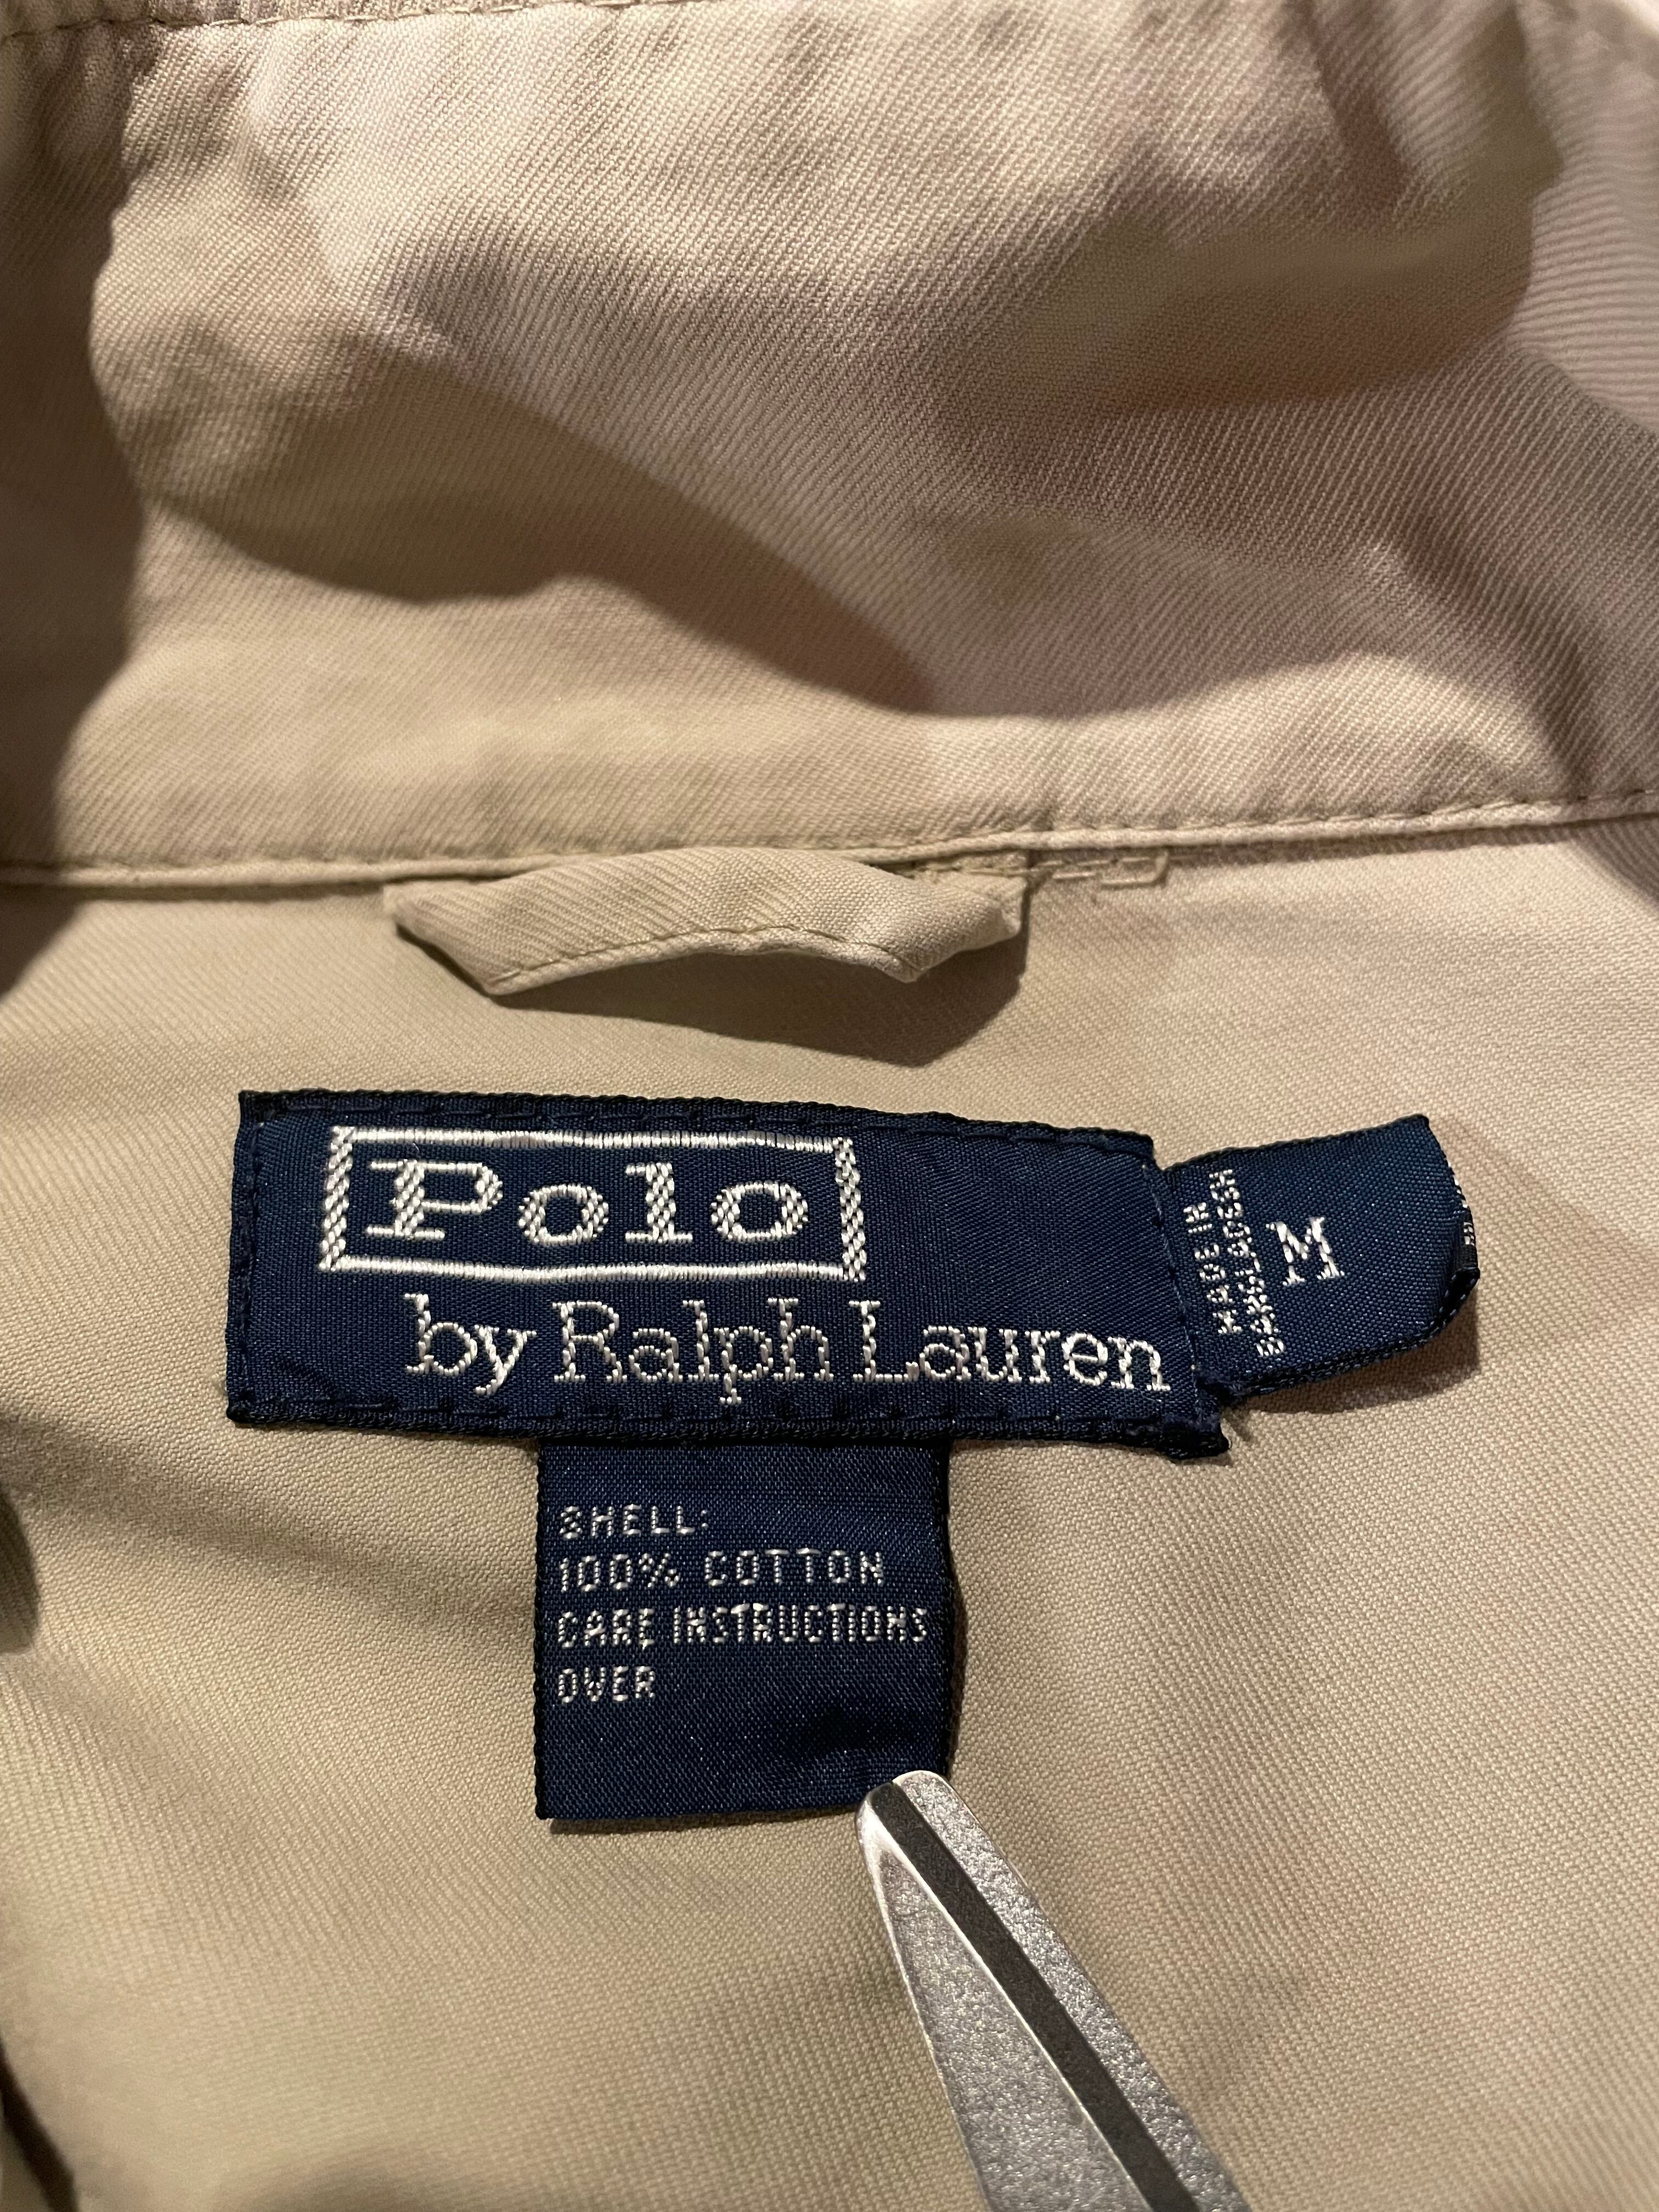 Polo
by Ralph Lauren
MADE IN
BANGLADESH
M
SHELL:
100% COTTON
CARE INSTRUCTIONS
OVER